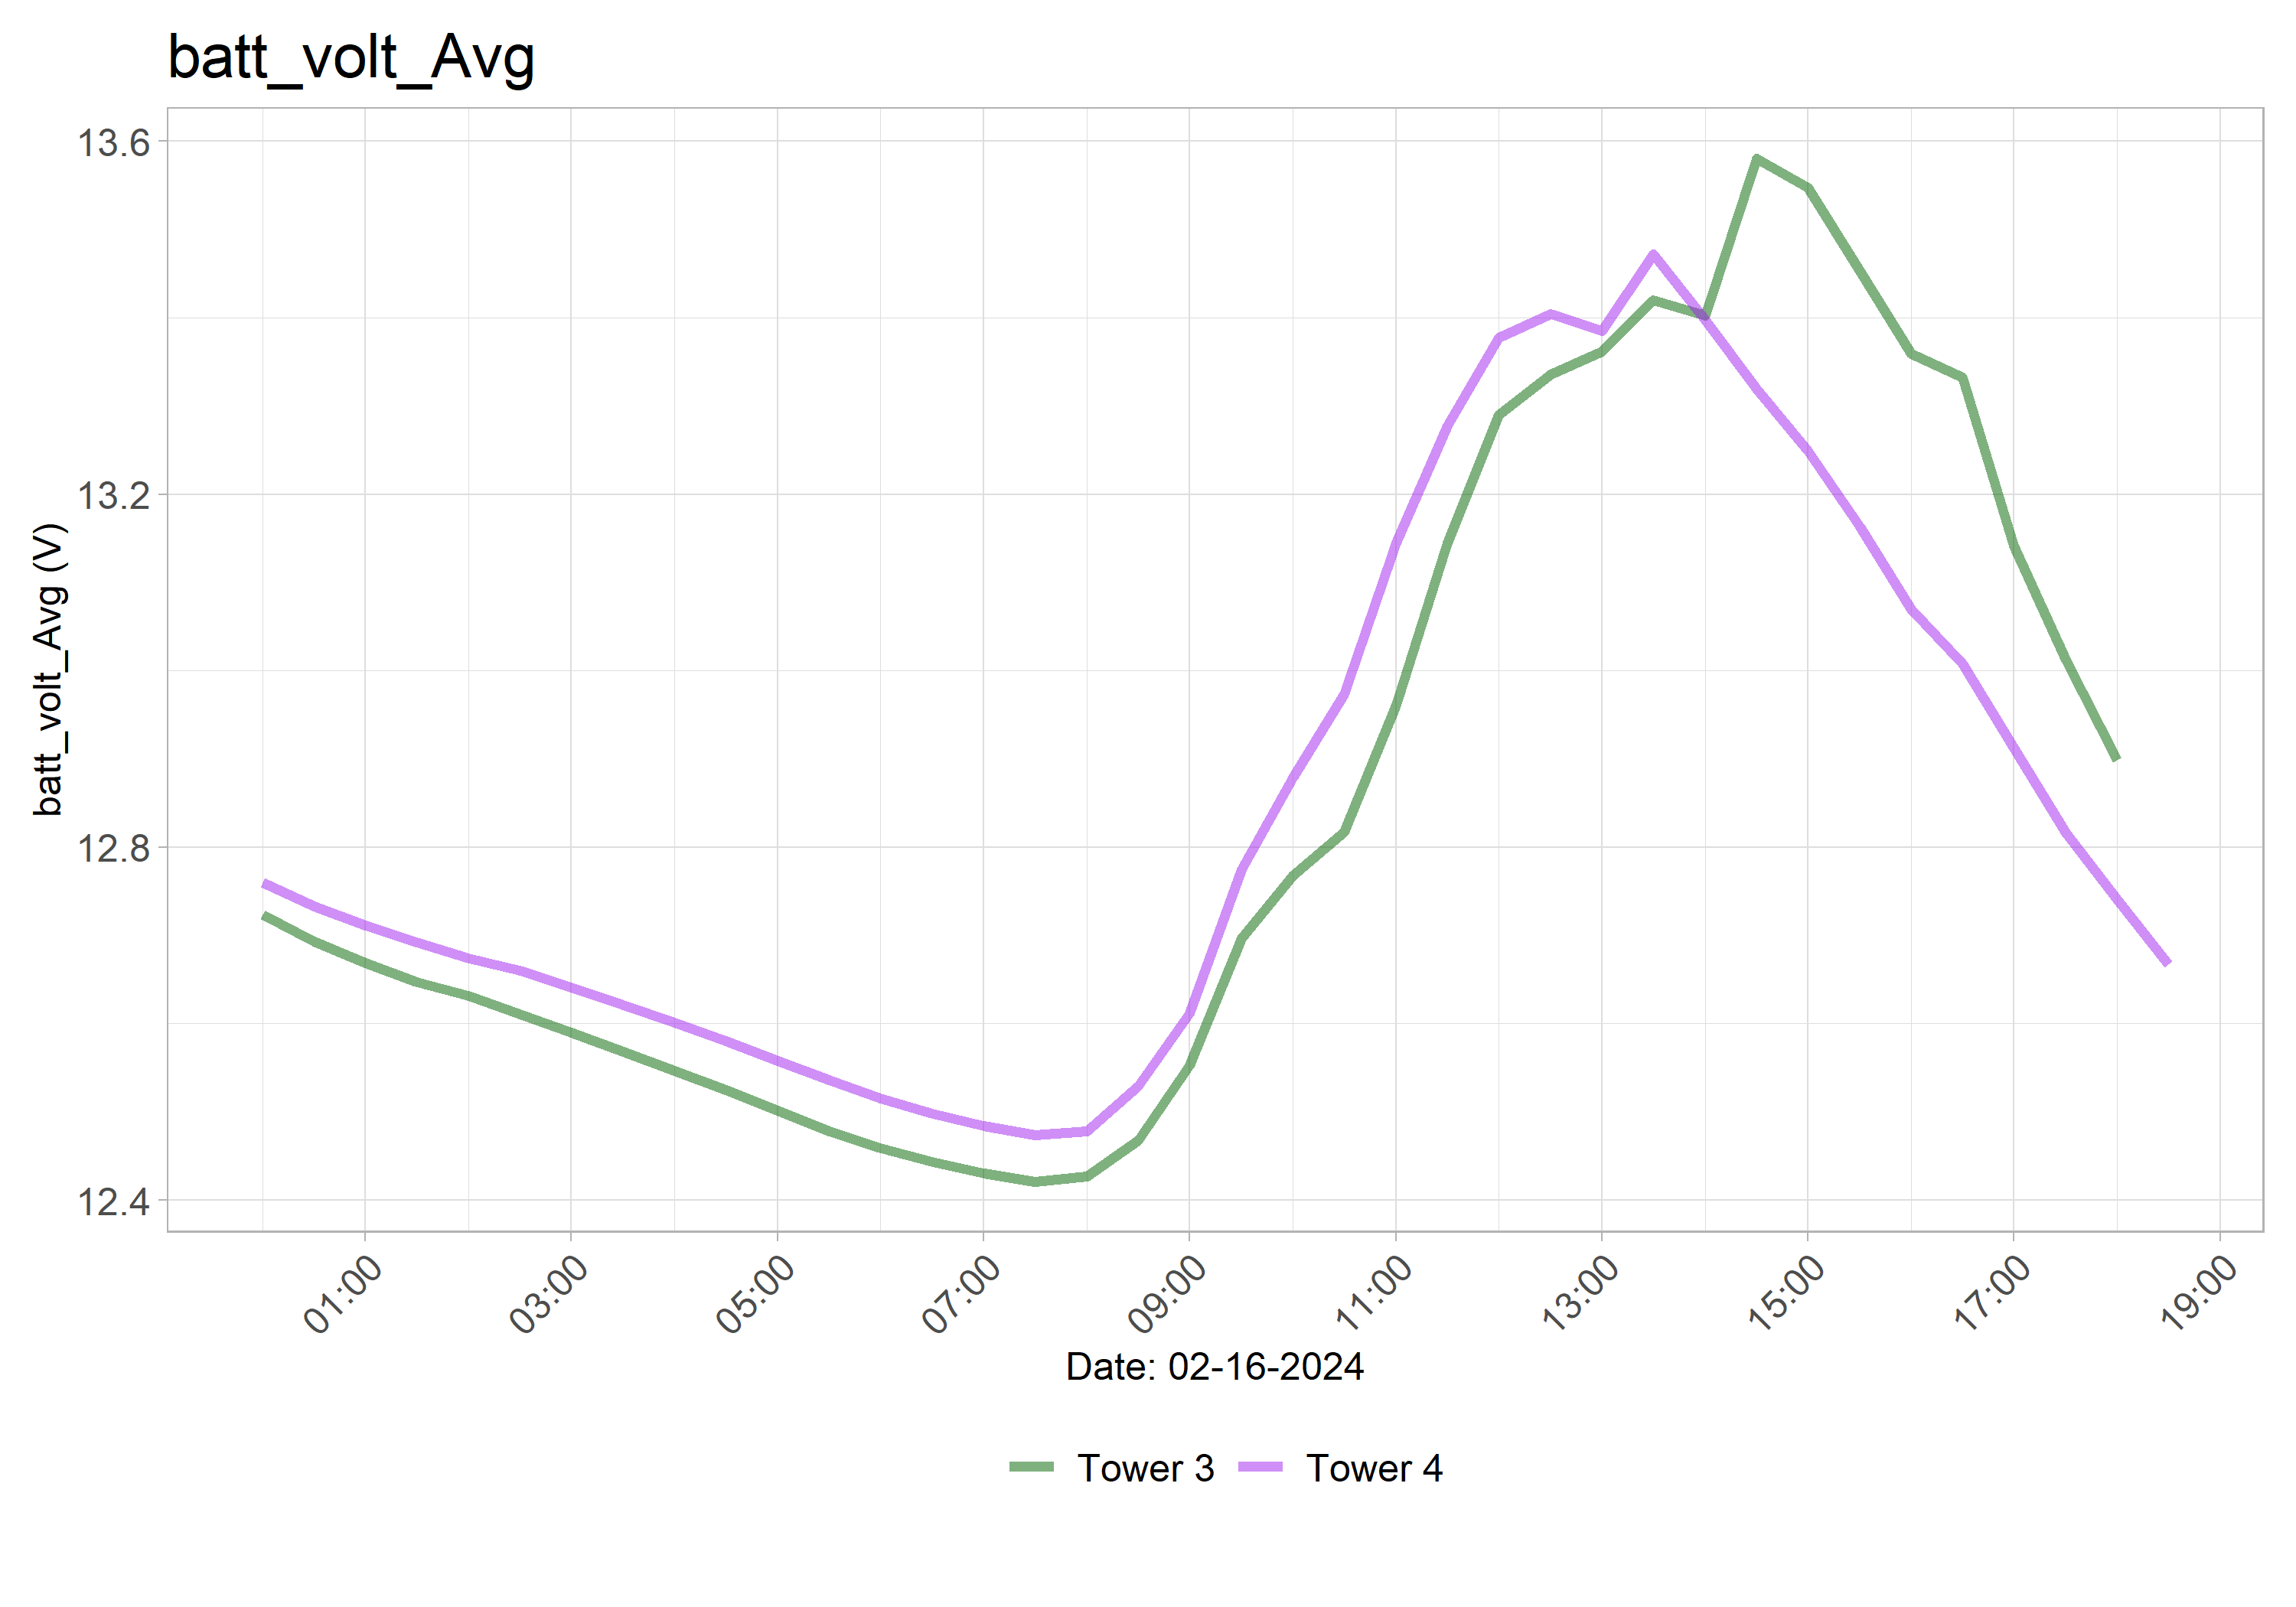 batt_volt_Avg
batt_volt_Avg (V)
13.6
13.2
12.8
12.4
01:00 03:00 05:00 07:00 09:00 11:00 13:00 15:00 17:00 19:00
Date: 02-16-2024
Tower 3 Tower 4